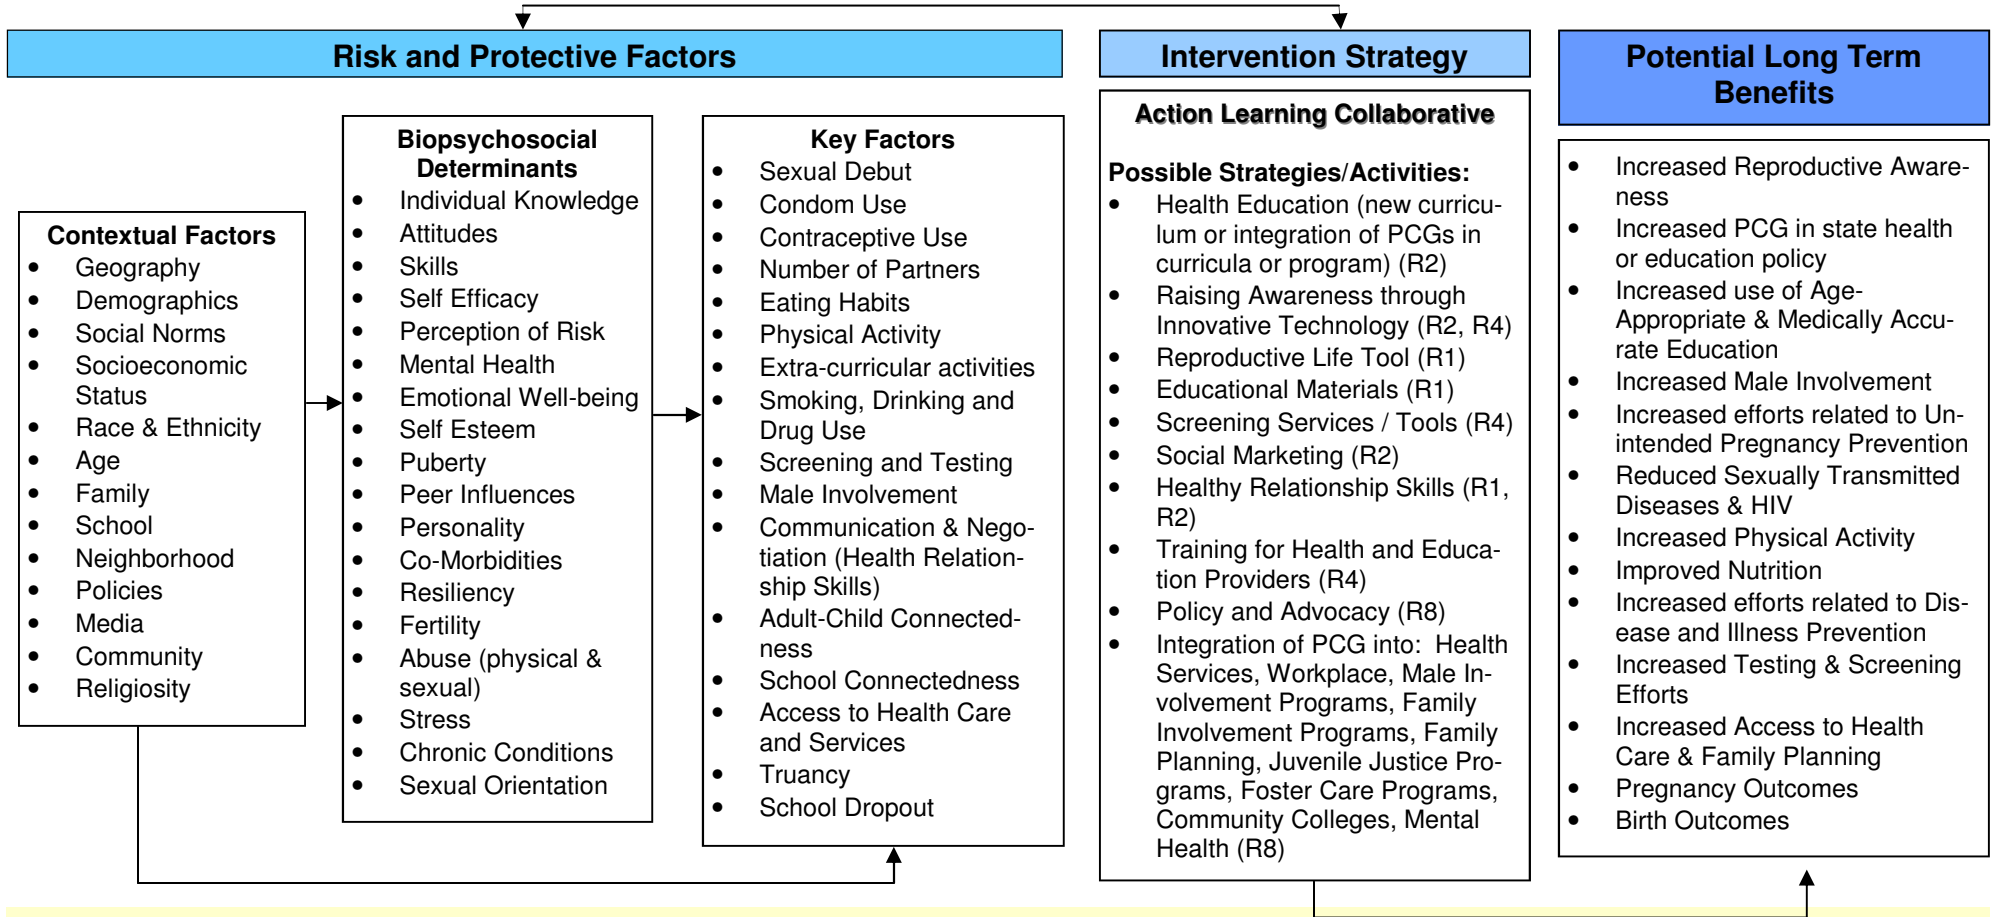 Risk and Protective Factors
Contextual Factors
• Geography
• Demographics
• Social Norms
• Socioeconomic
Status
• Race & Ethnicity
• Age
• Family
• School
• Neighborhood
• Policies
• Media
• Community
• Religiosity
Biopsychosocial
Determinants
• Individual Knowledge
• Attitudes
• Skills
• Self Efficacy
• Perception of Risk
• Mental Health
• Emotional Well-being
• Self Esteem
• Puberty
• Peer Influences
• Personality
• Co-Morbidities
• Resiliency
• Fertility
• Abuse (physical &
sexual)
• Stress
• Chronic Conditions
• Sexual Orientation
Key Factors
• Sexual Debut
• Condom Use
• Contraceptive Use
• Number of Partners
• Eating Habits
• Physical Activity
• Extra-curricular activities
• Smoking, Drinking and
Drug Use
• Screening and Testing
• Male Involvement
• Communication & Nego-
tiation (Health Relation-
ship Skills)
• Adult-Child Connected-
ness
• School Connectedness
• Access to Health Care
and Services
• Truancy
• School Dropout
Intervention Strategy
Action Learning Collaborative
Possible Strategies/Activities:
• Health Education (new curricu-
lum or integration of PCGs in
curricula or program) (R2)
• Raising Awareness through
Innovative Technology (R2, R4)
• Reproductive Life Tool (R1)
• Educational Materials (R1)
• Screening Services / Tools (R4)
• Social Marketing (R2)
• Healthy Relationship Skills (R1,
R2)
• Training for Health and Educa-
tion Providers (R4)
• Policy and Advocacy (R8)
• Integration of PCG into:  Health
Services, Workplace, Male In-
volvement Programs, Family
Involvement Programs, Family
Planning, Juvenile Justice Pro-
grams, Foster Care Programs,
Community Colleges, Mental
Health (R8)
Potential Long Term
Benefits
• Increased Reproductive Aware-
ness
• Increased PCG in state health
or education policy
• Increased use of Age-
Appropriate & Medically Accu-
rate Education
• Increased Male Involvement
• Increased efforts related to Un-
intended Pregnancy Prevention
• Reduced Sexually Transmitted
Diseases & HIV
• Increased Physical Activity
• Improved Nutrition
• Increased efforts related to Dis-
ease and Illness Prevention
• Increased Testing & Screening
Efforts
• Increased Access to Health
Care & Family Planning
• Pregnancy Outcomes
• Birth Outcomes